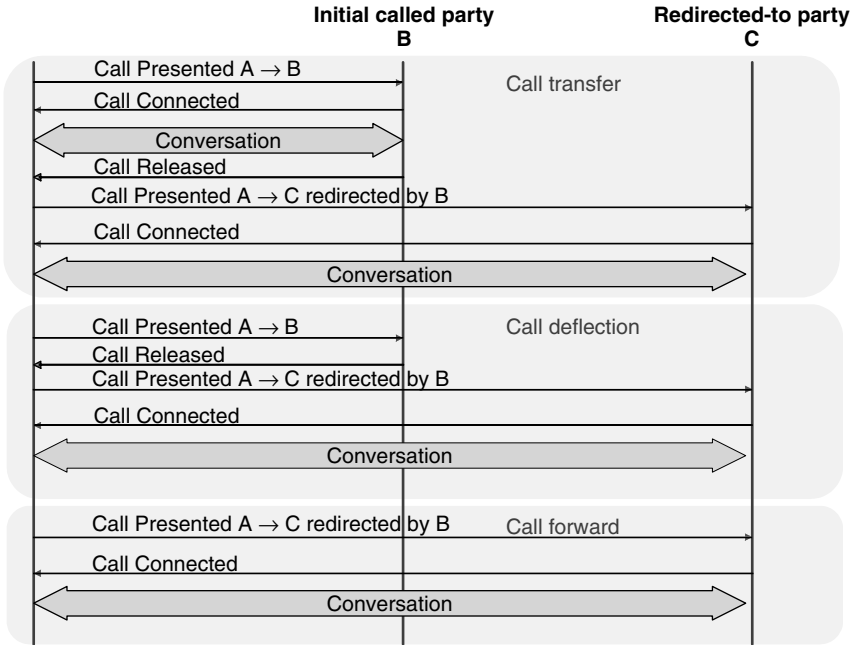 Initial called party
B
Redirected-to party
C
Call Presented A → B
Call transfer
Call Connected
Conversation
Call Released
Call Presented A → C redirected by B
Call Connected
Conversation
Call Presented A → B
Call deflection
Call Released
Call Presented A → C redirected by B
Call Connected
Conversation
Call Presented A → C redirected by B
Call forward
Call Connected
Conversation